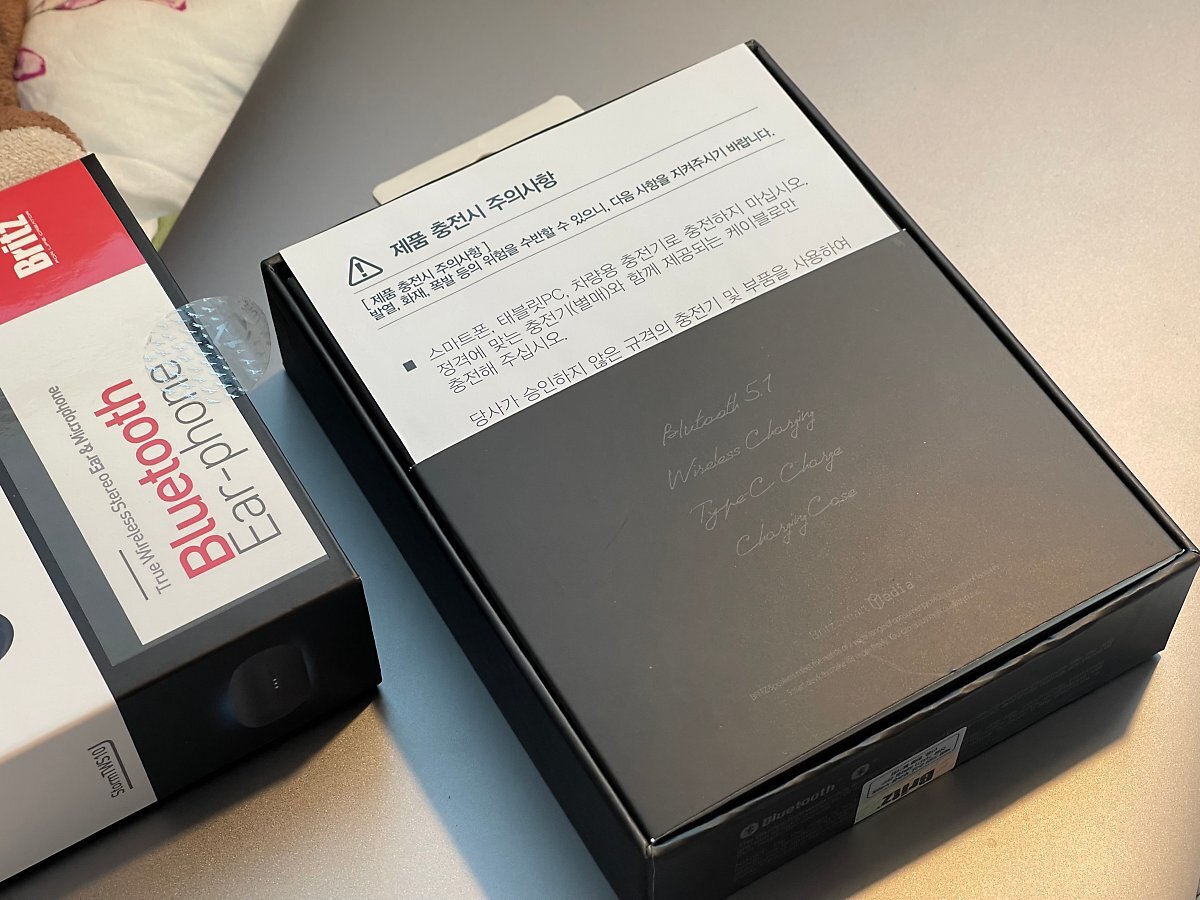 Britz
FOR LIFE CREATOR
Bluetooth
Ear-phone
True Wireless Stereo Ear & Microphone
StormTWS10
제품 충전시 주의사항
[ 제품 충전시 주의사항 ]
발열, 화재, 폭발 등의 위험을 수반할 수 있으니, 다음 사항을 지켜주시기 바랍니다.
■ 스마트폰, 태블릿PC, 차량용 충전기로 충전하지 마십시오.
정격에 맞는 충전기(별매)와 함께 제공되는 케이블로만
충전해 주십시오.
당사가 승인하지 않은 규격의 충전기 및 부품을 사용하여
Blutooth 5.1
Wireless Charging
Type C Charge
Charging Case
Bluetooth
Britz